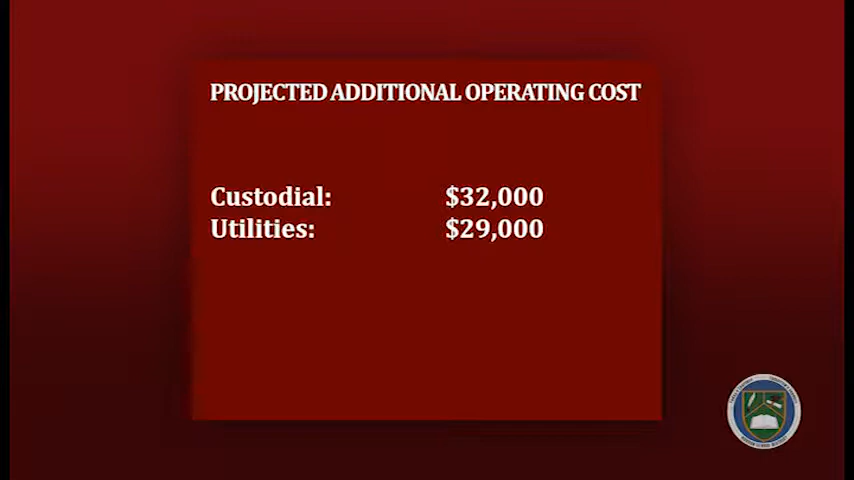 PROJECTED ADDITIONAL OPERATING COST
Custodial: $32,000
Utilities: $29,000